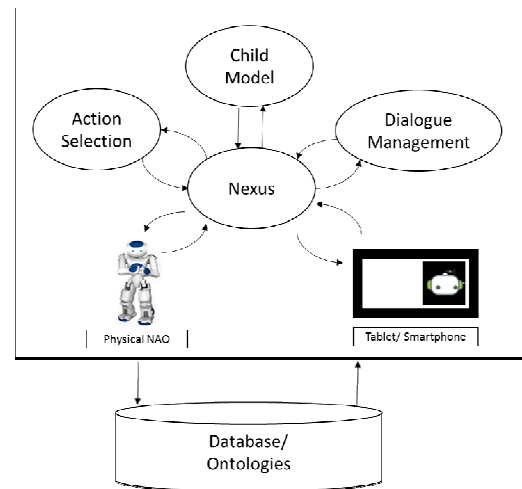 Child
Model
Action
Selection
Dialogue
Management
Nexus
Physical NAO
Tablet/ Smartphone
Database/
Ontologies